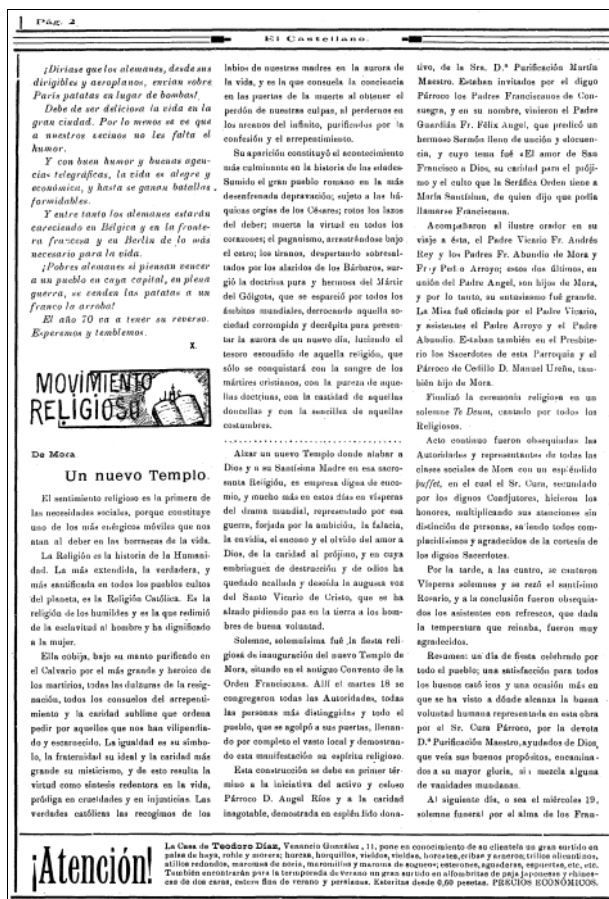 Pág. 2
El Castellano.
¡Diríase que los alemanes, desde sus
dirigibles y aeroplanos, envían sobre
París patatas en lugar de bombas!
Debe de ser deliciosa la vida en la
gran ciudad. Por lo menos se ve que
a nuestros vecinos no les falta el
humor.
Y con buen humor y buenas agen-
cias telegráficas, la vida es alegre y
económica, y hasta se ganan batallas
formidables.
Y entre tanto los alemanes estarán
careciendo en Bélgica y en la fronte-
ra francesa y en Berlín de lo más
necesario para la vida.
¡Pobres alemanes si piensan vencer
a un pueblo en cuya capital, en plena
guerra, se venden las patatas a un
franco la arroba!
El año 70 va a tener su reverso.
Esperemos y temblemos.
X.
MOVIMIENTO
RELIGIOSO
De Mora
Un nuevo Templo.
El sentimiento religioso es la primera de
las necesidades sociales, porque constituye
uno de los más enérgicos móviles que nos
atan al deber en las borrascas de la vida.
La Religión es la historia de la Humani-
dad. La más extendida, la verdadera, y
más santificada en todos los pueblos cultos
del planeta, es la Religión Católica. Es la
religión de los humildes y es la que redimió
de la esclavitud al hombre y ha dignificado
a la mujer.
Ella cobija, bajo su manto purificado en
el Calvario por el más grande y heroico de
los martirios, todas las dulzuras de la resig-
nación, todos los consuelos del arrepenti-
miento y la caridad sublime que ordena
pedir por aquellos que nos han vilipendia-
do y escarnecido. La igualdad es su símbo-
lo, la fraternidad su ideal y la caridad más
grande su misticismo, y de esto resulta la
virtud como síntesis redentora en la vida,
pródiga en crueldades y en injusticias. Las
verdades católicas las recogimos de los
labios de nuestras madres en la aurora de
la vida, y es la que consuela la conciencia
en las puertas de la muerte al obtener el
perdón de nuestras culpas, al perdernos en
los arcanos del infinito, purificados por la
confesión y el arrepentimiento.
Su aparición constituyó el acontecimiento
más culminante en la historia de las edades.
Sumido el gran pueblo romano en la más
desenfrenada depravación; sujeto a las bá-
quicas orgías de los Césares; rotos los lazos
del deber; muerta la virtud en todos los
corazones; el paganismo, arrastrándose bajo
el cetro; los tiranos, despertando sobresal-
tados por los alaridos de los Bárbaros, sur-
gió la doctrina pura y hermosa del Mártir
del Gólgota, que se esparció por todos los
ámbitos mundiales, derrocando aquella so-
ciedad corrompida y decrépita para presen-
tar la aurora de un nuevo día, luciendo el
tesoro escondido de aquella religión, que
sólo se conquistará con la sangre de los
mártires cristianos, con la pureza de aque-
llas doctrinas, con la castidad de aquellas
doncellas y con la sencillez de aquellas
costumbres.
Alzar un nuevo Templo donde alabar a
Dios y a su Santísima Madre en esa sacro-
santa Religión, es empresa digna de enco-
mio, y mucho más en estos días en vísperas
del drama mundial, representado por esa
guerra, forjada por la ambición, la falacia,
la envidia, el encono y el olvido del amor a
Dios, de la caridad al prójimo, y en cuya
embriaguez de destrucción y de odios ha
quedado acallada y desoída la augusta voz
del Santo Vicario de Cristo, que se ha
alzado pidiendo paz en la tierra a los hom-
bres de buena voluntad.
Solemne, solemnísima fué la fiesta reli-
giosa de inauguración del nuevo Templo de
Mora, situado en el antiguo Convento de la
Orden Franciscana. Allí el martes 18 se
congregaron todas las Autoridades, todas
las personas más distinguidas y todo el
pueblo, que se agolpó a sus puertas, llenan-
do por completo el vasto local y demostran-
do esta manifestación su espíritu religioso.
Esta construcción se debe en primer tér-
mino a la iniciativa del activo y celoso
Párroco D. Angel Ríos y a la caridad
inagotable, demostrada en espléndido dona-
tivo, de la Sra. D.ª Purificación Martín
Maestro. Estaban invitados por el digno
Párroco los Padres Franciscanos de Con-
suegra, y en su nombre, vinieron el Padre
Guardián Fr. Félix Angel, que predicó un
hermoso Sermón lleno de unción y elocuen-
cia, y cuyo tema fué «El amor de San
Francisco a Dios, su caridad para el próji-
mo y el culto que la Seráfica Orden tiene a
María Santísima, de quien dijo que podía
llamarse Franciscana.
Acompañaron al ilustre orador en su
viaje a ésta, el Padre Vicario Fr. Andrés
Rey y los Padres Fr. Abundio de Mora y
Fr. Pedro Arroyo; estos dos últimos, en
unión del Padre Angel, son hijos de Mora,
y por lo tanto, su entusiasmo fué grande.
La Misa fué oficiada por el Padre Vicario,
y asistentes el Padre Arroyo y el Padre
Abundio. Estaban también en el Presbite-
rio los Sacerdotes de esta Parroquia y el
Párroco de Cedillo D. Manuel Ureña, tam-
bién hijo de Mora.
Finalizó la ceremonia religiosa en un
solemne Te Deum, cantado por todos los
Religiosos.
Acto continuo fueron obsequiadas las
Autoridades y representantes de todas las
clases sociales de Mora con un espléndido
buffet, en el cual el Sr. Cura, secundado
por los dignos Coadjutores, hicieron los
honores, multiplicando sus atenciones sin
distinción de personas, saliendo todos com-
placidísimos y agradecidos de la cortesía de
los dignos Sacerdotes.
Por la tarde, a las cuatro, se cantaron
Vísperas solemnes y se rezó el santísimo
Rosario, y a la conclusión fueron obsequia-
dos los asistentes con refrescos, que dada
la temperatura que reinaba, fueron muy
agradecidos.
Resumen: un día de fiesta celebrado por
todo el pueblo; una satisfacción para todos
los buenos católicos y una ocasión más en
que se ha visto a dónde alcanza la buena
voluntad humana representada en esta obra
por el Sr. Cura Párroco, por la devota
D.ª Purificación Maestro, ayudados de Dios,
que veía sus buenos propósitos, encamina-
dos a su mayor gloria, sin mezcla alguna
de vanidades mundanas.
Al siguiente día, o sea el miércoles 19,
solemne funeral por el alma de los Fran-
¡Atención!
La Casa de Teodoro Díaz, Venancio González, 11, pone en conocimiento de su clientela un gran surtido en
palas de haya, roble y morera; horcas, horquillos, vieldos, vieldas, horcates, cribas y arneros; trillos alicantinos,
atillos redondos, maromas de noria, maromillas y maroma de sogueo; esterones, aguaderas, espuertas, etc., etc.
También encontrarán para la temporada de verano un gran surtido en alfombritas de paja japonesas y chines-
cas de dos caras, estera fina de verano y persianas. Esteritas desde 0,60 pesetas. PRECIOS ECONÓMICOS.